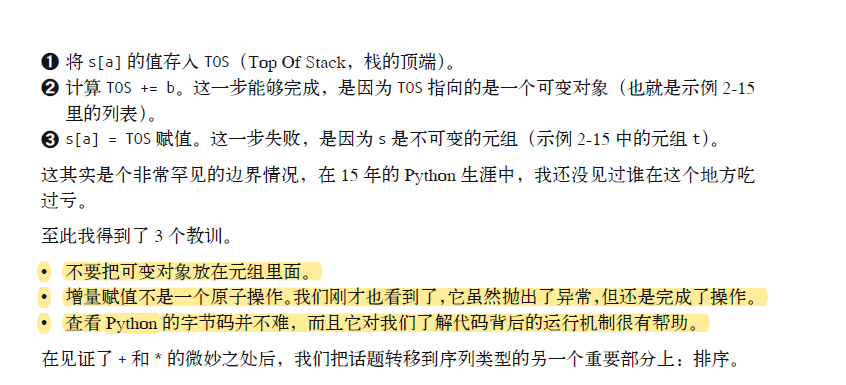 ❶ 将 s[a] 的值存入 TOS（Top Of Stack，栈的顶端）。
❷ 计算 TOS += b。这一步能够完成，是因为 TOS 指向的是一个可变对象（也就是示例 2-15
里的列表）。
❸ s[a] = TOS 赋值。这一步失败，是因为 s 是不可变的元组（示例 2-15 中的元组 t）。
这其实是个非常罕见的边界情况，在 15 年的 Python 生涯中，我还没见过谁在这个地方吃
过亏。
至此我得到了 3 个教训。
• 不要把可变对象放在元组里面。
• 增量赋值不是一个原子操作。我们刚才也看到了，它虽然抛出了异常，但还是完成了操作。
• 查看 Python 的字节码并不难，而且它对我们了解代码背后的运行机制很有帮助。
在见证了 + 和 * 的微妙之处后，我们把话题转移到序列类型的另一个重要部分上：排序。